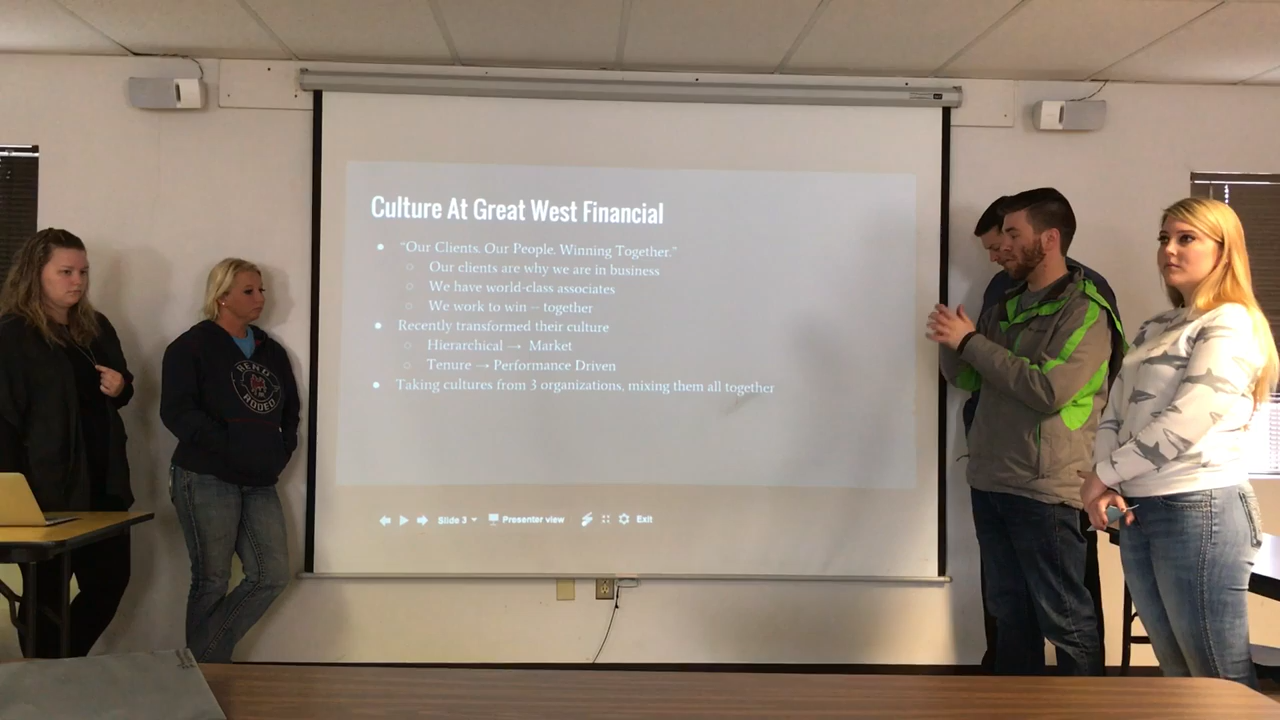 Culture At Great West Financial
“Our Clients. Our People. Winning Together.”
Our clients are why we are in business
We have world-class associates
We work to win – together
Recently transformed their culture
Hierarchical → Market
Tenure → Performance Driven
Taking cultures from 3 organizations, mixing them all together
Slide 3 Presenter view Exit
RENO
RODEO